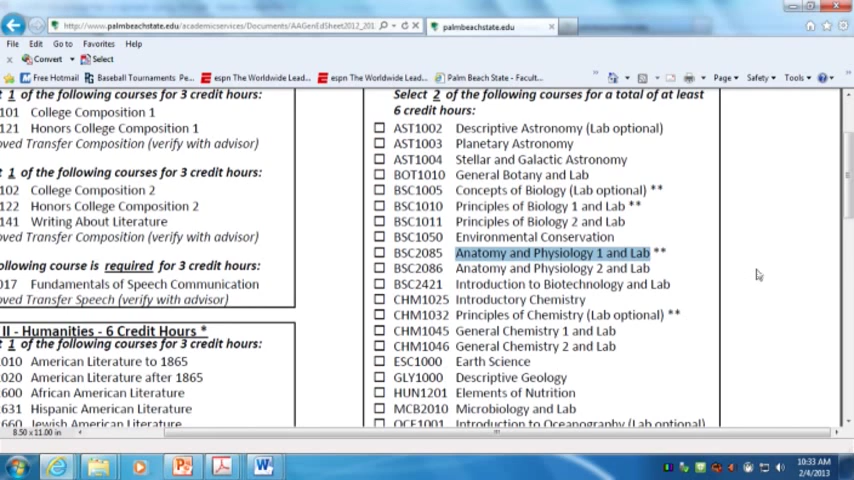 http://www.palmbeachstate.edu/academicservices/Documents/AAGenEdSheet2012_201
palmbeachstate.edu
File Edit View Go to Favorites Help
Convert Select
Free Hotmail Baseball Tournaments Pe... espn The Worldwide Lead... espn The Worldwide Lead... Palm Beach State - Facult...
Page Safety Tools
t 1 of the following courses for 3 credit hours:
101 College Composition 1
121 Honors College Composition 1
oved Transfer Composition (verify with advisor)
t 1 of the following courses for 3 credit hours:
102 College Composition 2
122 Honors College Composition 2
141 Writing About Literature
oved Transfer Composition (verify with advisor)
ollowing course is required for 3 credit hours:
017 Fundamentals of Speech Communication
oved Transfer Speech (verify with advisor)
II - Humanities - 6 Credit Hours *
t 1 of the following courses for 3 credit hours:
010 American Literature to 1865
020 American Literature after 1865
600 African American Literature
631 Hispanic American Literature
660 Jewish American Literature
Select 2 of the following courses for a total of at least
6 credit hours:
AST1002 Descriptive Astronomy (Lab optional)
AST1003 Planetary Astronomy
AST1004 Stellar and Galactic Astronomy
BOT1010 General Botany and Lab
BSC1005 Concepts of Biology (Lab optional) **
BSC1010 Principles of Biology 1 and Lab **
BSC1011 Principles of Biology 2 and Lab
BSC1050 Environmental Conservation
BSC2085 Anatomy and Physiology 1 and Lab **
BSC2086 Anatomy and Physiology 2 and Lab
BSC2421 Introduction to Biotechnology and Lab
CHM1025 Introductory Chemistry
CHM1032 Principles of Chemistry (Lab optional) **
CHM1045 General Chemistry 1 and Lab
CHM1046 General Chemistry 2 and Lab
ESC1000 Earth Science
GLY1000 Descriptive Geology
HUN1201 Elements of Nutrition
MCB2010 Microbiology and Lab
OCE1001 Introduction to Oceanography (Lab optional)
8.50 x 11.00 in
10:33 AM
2/4/2013